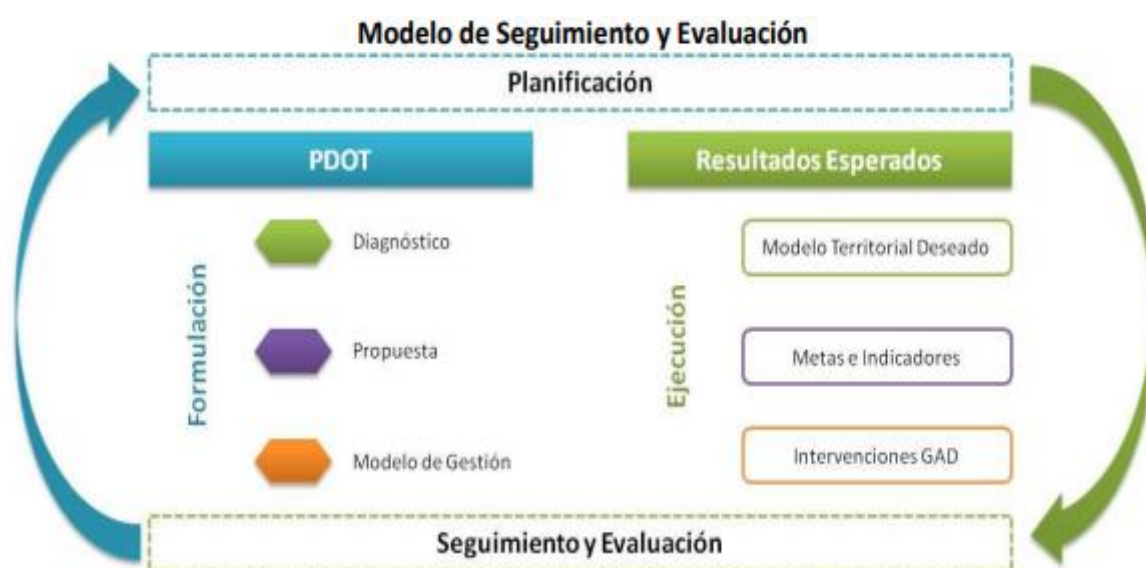 Modelo de Seguimiento y Evaluación
Planificación
PDOT
Resultados Esperados
Formulación
Diagnóstico
Propuesta
Modelo de Gestión
Ejecución
Modelo Territorial Deseado
Metas e Indicadores
Intervenciones GAD
Seguimiento y Evaluación